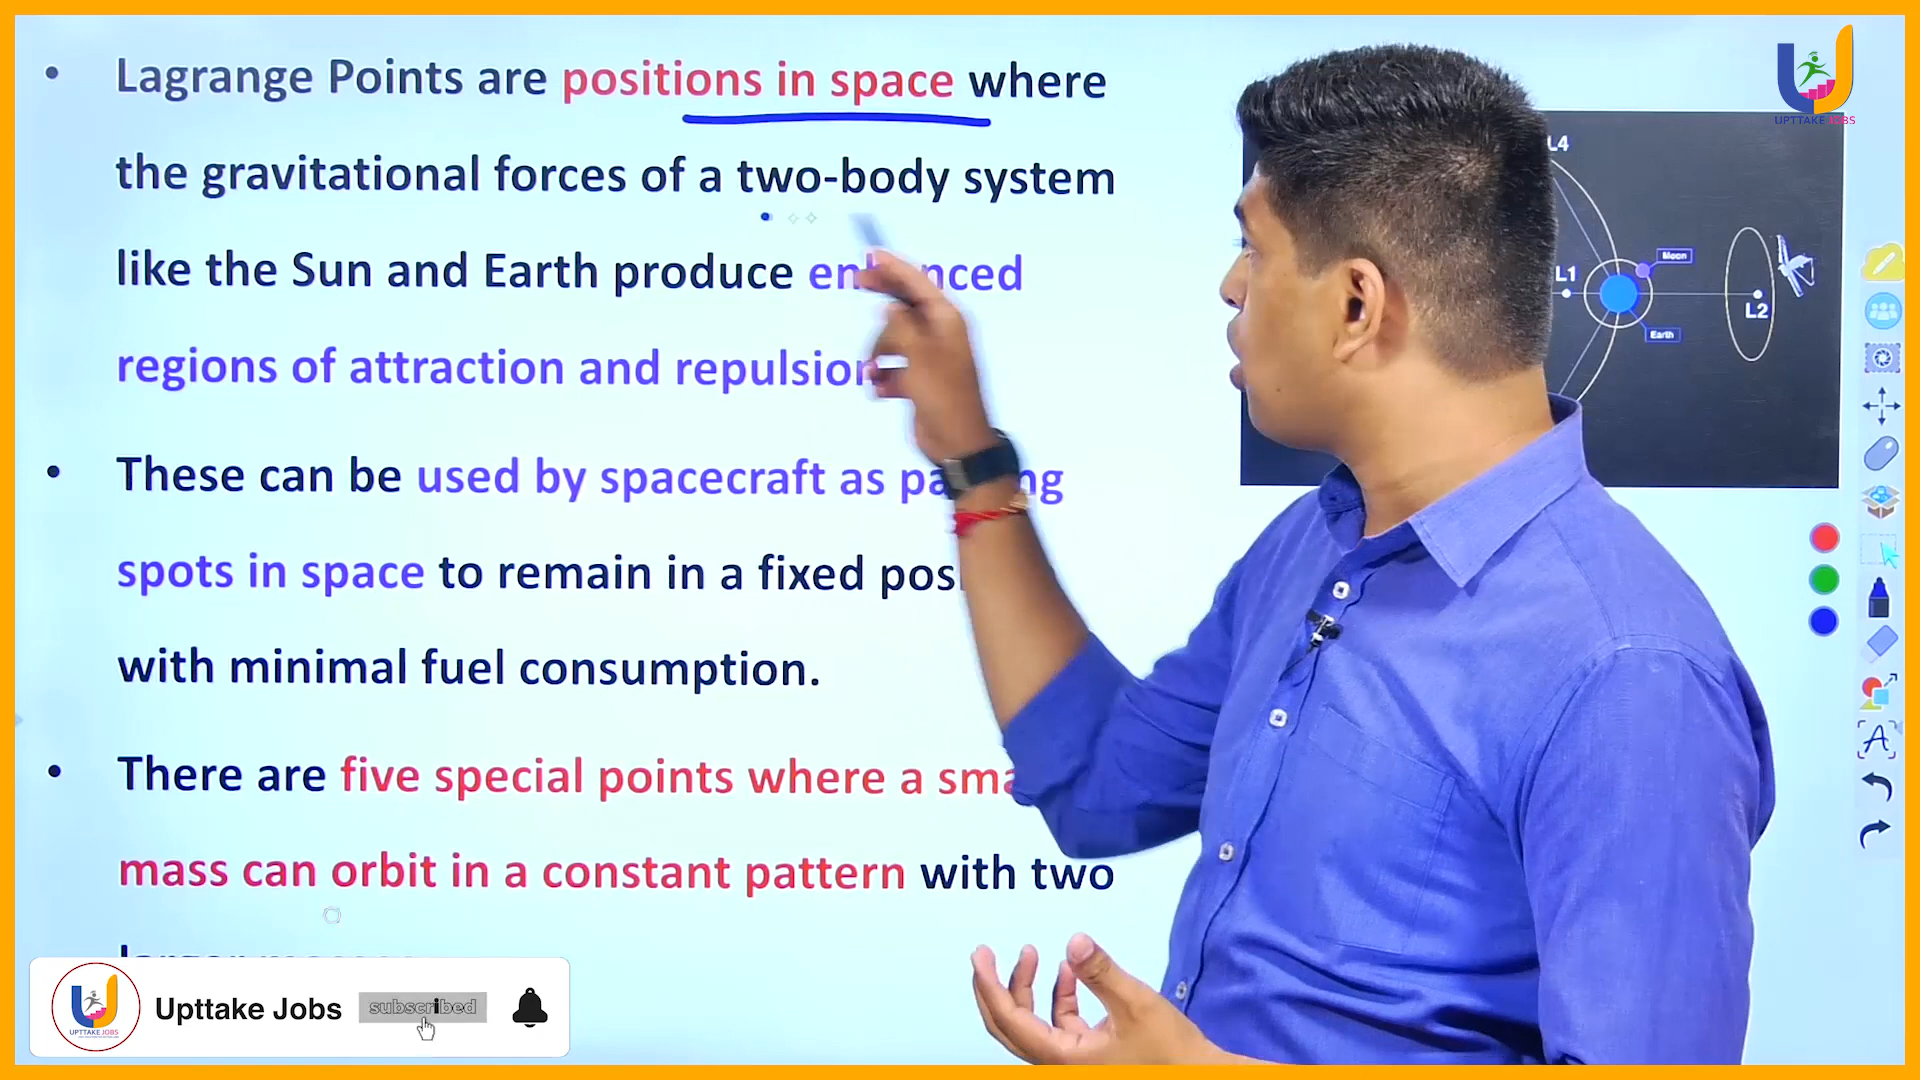 Lagrange Points are positions in space where
the gravitational forces of a two-body system
like the Sun and Earth produce
regions of attraction and repulsion
These can be used by spacecraft as
spots in space to remain in a fixed
with minimal fuel consumption.
There are five special points where a
mass can orbit in a constant pattern with two
UPTTAKE JOBS
L4
L1
Moon
Earth
L2
A
UPTTAKE JOBS
Upttake Jobs
subscribed